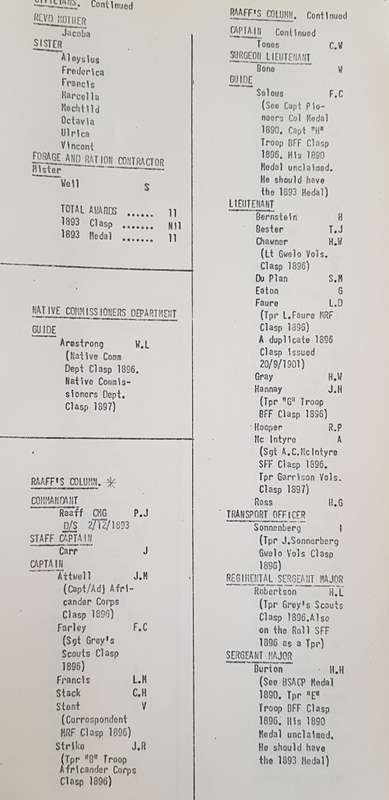 CIVILIANS. Continued
REVD MOTHER
Jacoba
SISTER
Aloysius
Frederica
Francis
Marcella
Mechtild
Octavia
Ulrica
Vincent
FORAGE AND RATION CONTRACTOR
Mister
Weil S
TOTAL AWARDS ...... 11
1893 Clasp ....... Nil
1893 Medal ....... 11
NATIVE COMMISSIONERS DEPARTMENT
GUIDE
Armstrong W.L
(Native Comm
Dept Clasp 1896.
Native Commis-
sioners Dept.
Clasp 1897)
RAAFF'S COLUMN. *
COMMANDANT
Raaff CMG P.J
D/S 2/12/1893
STAFF CAPTAIN
Carr J
CAPTAIN
Attwell J.M
(Capt/Adj Afri-
cander Corps
Clasp 1896)
Farley F.C
(Sgt Grey's
Scouts Clasp
1896)
Francis L.M
Stack C.H
Stent V
(Correspondent
MRF Clasp 1896)
Strike J.R
(Tpr "D" Troop
Africander Corps
Clasp 1896)
RAAFF'S COLUMN. Continued
CAPTAIN Continued
Tones C.W
SURGEON LIEUTENANT
Bone W
GUIDE
Selous F.C
(See Capt Pio-
neers Col Medal
1890. Capt "H"
Troop BFF Clasp
1896. His 1890
Medal unclaimed.
He should have
the 1893 Medal)
LIEUTENANT
Bernstein H
Bester T.J
Chawner H.W
(Lt Gwelo Vols.
Clasp 1896)
Du Plan S.M
Eaton G
Faure L.D
(Tpr L.Faure MRF
Clasp 1896)
A duplicate 1896
Clasp issued
20/9/1901)
Gray H.W
Hannay J.H
(Tpr "G" Troop
BFF Clasp 1896)
Hooper R.P
Mc Intyre A
(Sgt A.C.McIntyre
SFF Clasp 1896.
Tpr Garrison Vols.
Clasp 1897)
Ross H.G
TRANSPORT OFFICER
Sonnenberg I
(Tpr J.Sonnerberg
Gwelo Vols Clasp
1896)
REGIMENTAL SERGEANT MAJOR
Robertson H.L
(Tpr Grey's Scouts
Clasp 1896.Also
on the Roll SFF
1896 as a Tpr)
SERGEANT MAJOR
Burton H.H
(See BSACP Medal
1890. Tpr "E"
Troop BFF Clasp
1896. His 1890
Medal unclaimed.
He should have
the 1893 Medal)